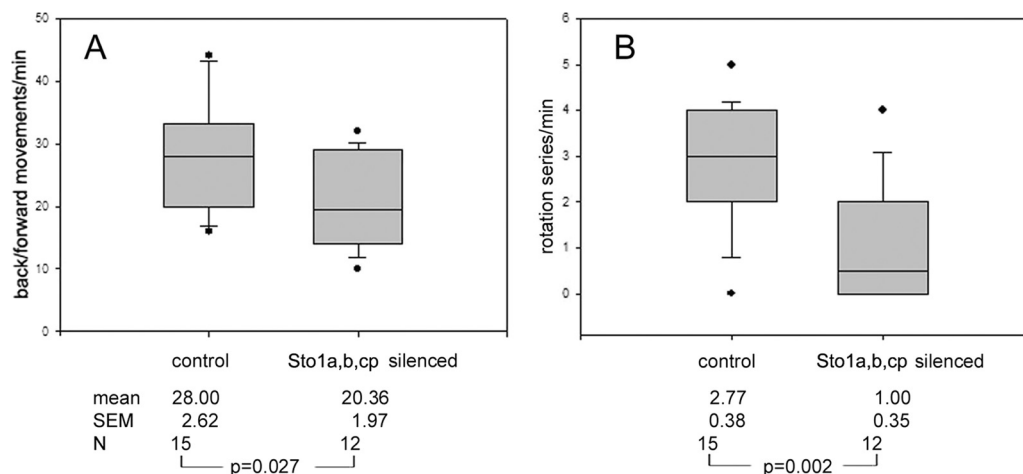 A
back/forward movements/min
50
40
30
20
10
0
control Sto1a,b,cp silenced
mean 28.00 20.36
SEM 2.62 1.97
N 15 12
p=0.027
B
rotation series/min
6
5
4
3
2
1
0
control Sto1a,b,cp silenced
2.77 1.00
0.38 0.35
15 12
p=0.002